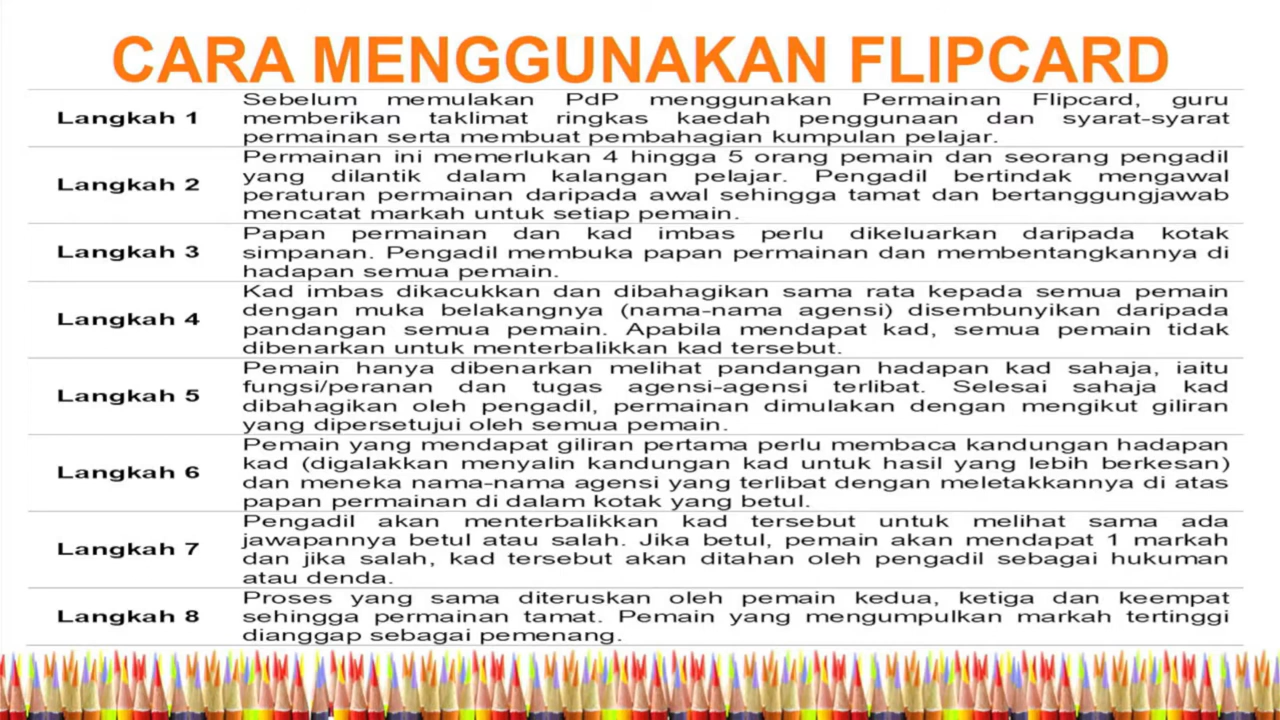 CARA MENGGUNAKAN FLIPCARD
Langkah 1
Sebelum memulakan PdP menggunakan Permainan Flipcard, guru
memberikan taklimat ringkas kaedah penggunaan dan syarat-syarat
permainan serta membuat pembahagian kumpulan pelajar.
Langkah 2
Permainan ini memerlukan 4 hingga 5 orang pemain dan seorang pengadil
yang dilantik dalam kalangan pelajar. Pengadil bertindak mengawal
peraturan permainan daripada awal sehingga tamat dan bertanggungjawab
mencatat markah untuk setiap pemain.
Langkah 3
Papan permainan dan kad imbas perlu dikeluarkan daripada kotak
simpanan. Pengadil membuka papan permainan dan membentangkannya di
hadapan semua pemain.
Langkah 4
Kad imbas dikacukkan dan dibahagikan sama rata kepada semua pemain
dengan muka belakangnya (nama-nama agensi) disembunyikan daripada
pandangan semua pemain. Apabila mendapat kad, semua pemain tidak
dibenarkan untuk menterbalikkan kad tersebut.
Langkah 5
Pemain hanya dibenarkan melihat pandangan hadapan kad sahaja, iaitu
fungsi/peranan dan tugas agensi-agensi terlibat. Selesai sahaja kad
dibahagikan oleh pengadil, permainan dimulakan dengan mengikut giliran
yang dipersetujui oleh semua pemain.
Langkah 6
Pemain yang mendapat giliran pertama perlu membaca kandungan hadapan
kad (digalakkan menyalin kandungan kad untuk hasil yang lebih berkesan)
dan meneka nama-nama agensi yang terlibat dengan meletakkannya di atas
papan permainan di dalam kotak yang betul.
Langkah 7
Pengadil akan menterbalikkan kad tersebut untuk melihat sama ada
jawapannya betul atau salah. Jika betul, pemain akan mendapat 1 markah
dan jika salah, kad tersebut akan ditahan oleh pengadil sebagai hukuman
atau denda.
Langkah 8
Proses yang sama diteruskan oleh pemain kedua, ketiga dan keempat
sehingga permainan tamat. Pemain yang mengumpulkan markah tertinggi
dianggap sebagai pemenang.